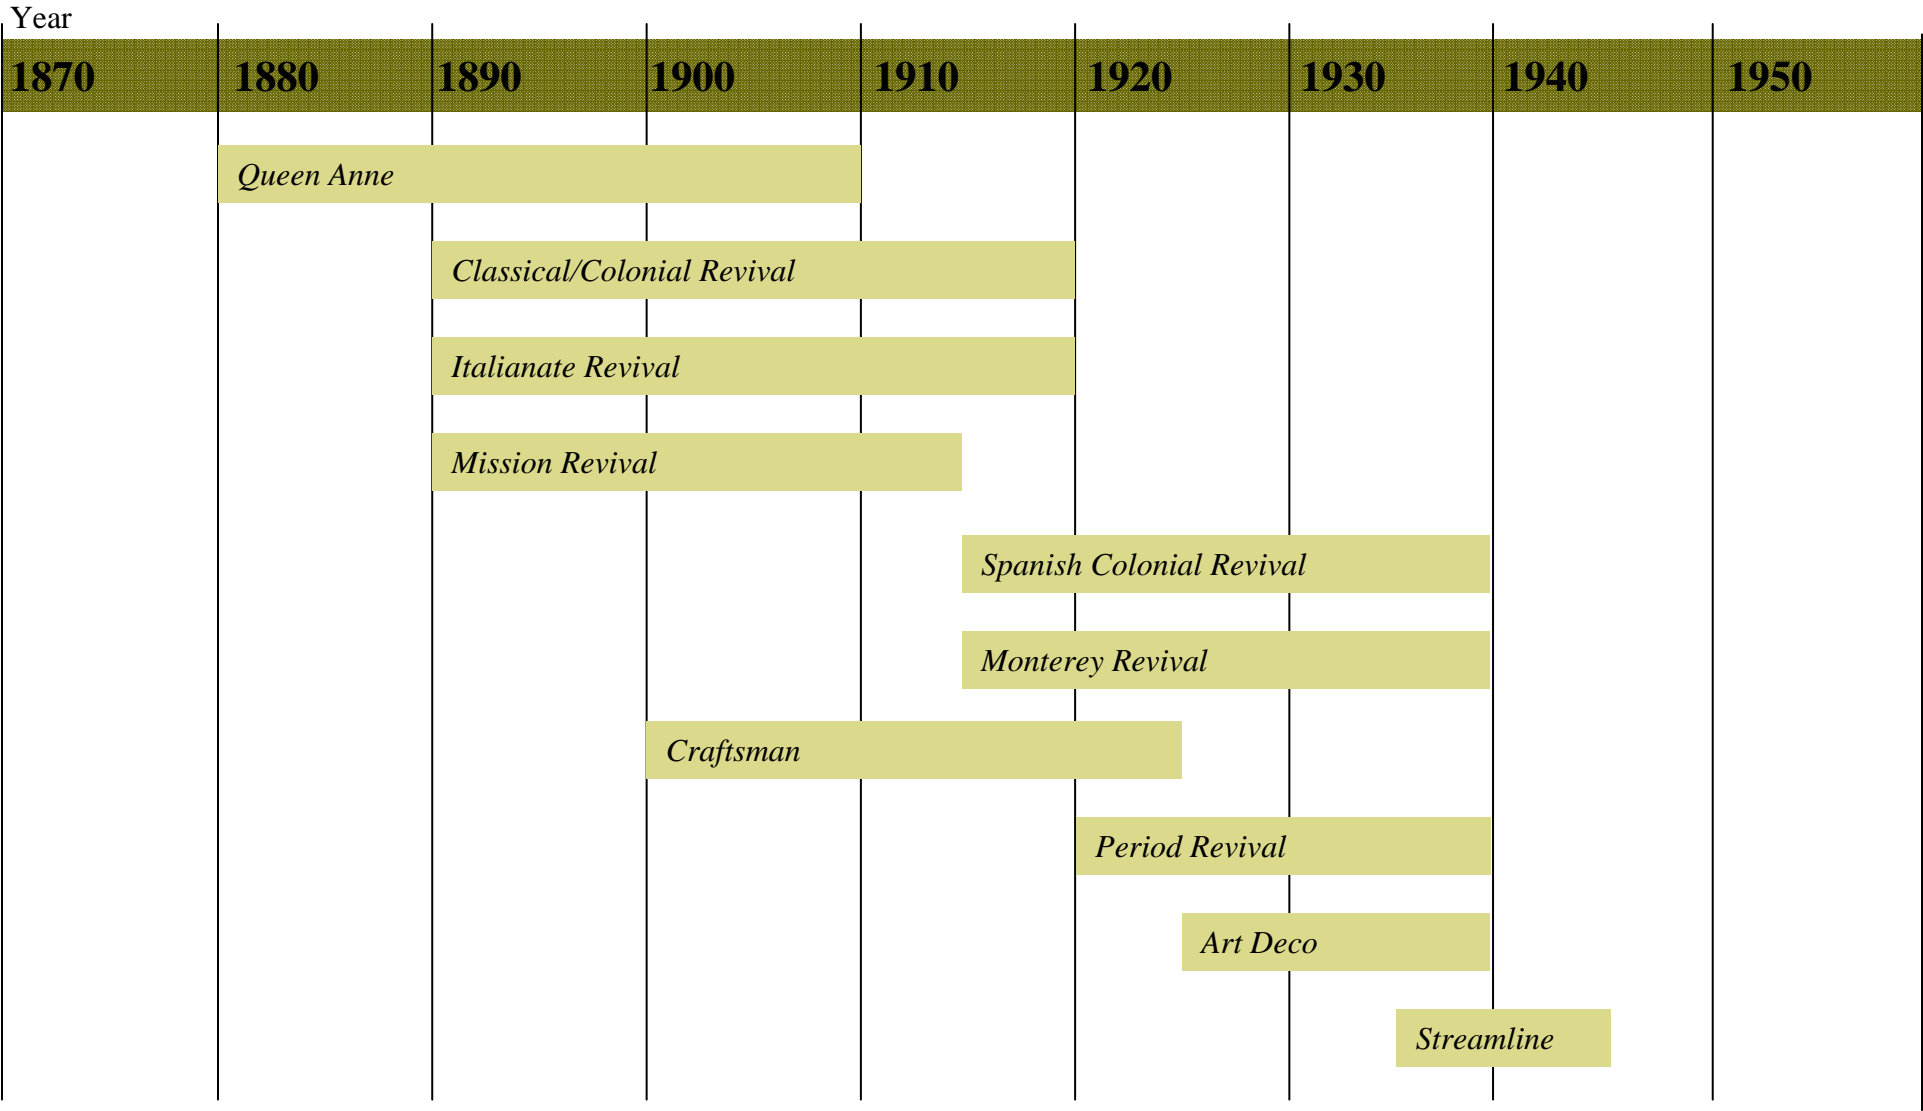 Year
1870 1880 1890 1900 1910 1920 1930 1940 1950
Queen Anne
Classical/Colonial Revival
Italianate Revival
Mission Revival
Spanish Colonial Revival
Monterey Revival
Craftsman
Period Revival
Art Deco
Streamline